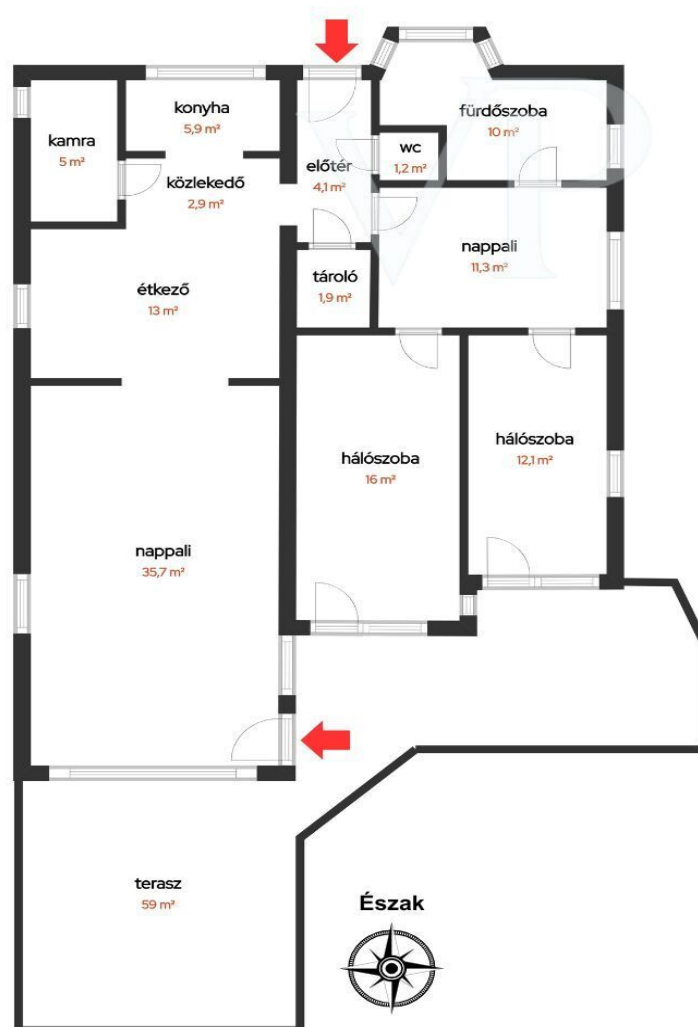 konyha
5,9 m²
fürdőszoba
10 m²
kamra
5 m²
wc
1,2 m²
előtér
4,1 m²
közlekedő
2,9 m²
nappali
11,3 m²
tároló
1,9 m²
étkező
13 m²
hálószoba
12,1 m²
hálószoba
16 m²
nappali
35,7 m²
terasz
59 m²
Észak
VP